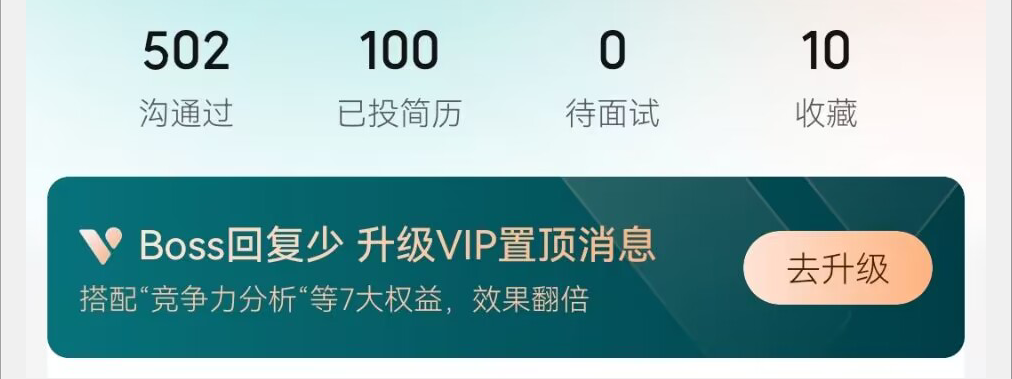 502 100 0 10
沟通过 已投简历 待面试 收藏
Boss回复少 升级VIP置顶消息
搭配“竞争力分析“等7大权益，效果翻倍
去升级